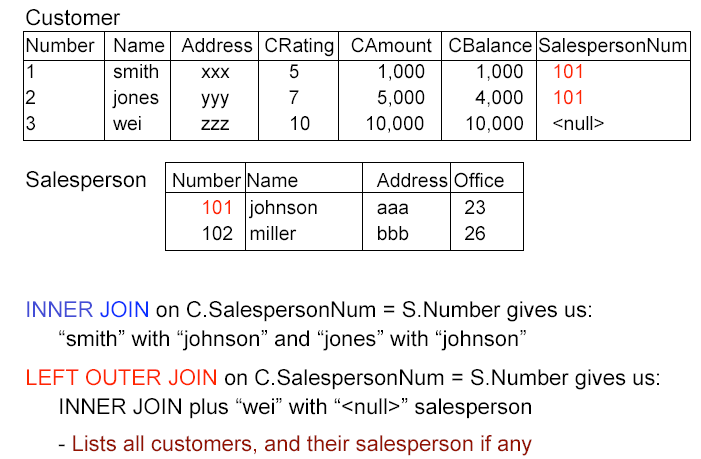 Customer
Number Name Address CRating CAmount CBalance SalespersonNum
1 smith xxx 5 1,000 1,000 101
2 jones yyy 7 5,000 4,000 101
3 wei zzz 10 10,000 10,000 <null>
Salesperson Number Name Address Office
101 johnson aaa 23
102 miller bbb 26
INNER JOIN on C.SalespersonNum = S.Number gives us:
“smith” with “johnson” and “jones” with “johnson”
LEFT OUTER JOIN on C.SalespersonNum = S.Number gives us:
INNER JOIN plus “wei” with “<null>” salesperson
- Lists all customers, and their salesperson if any